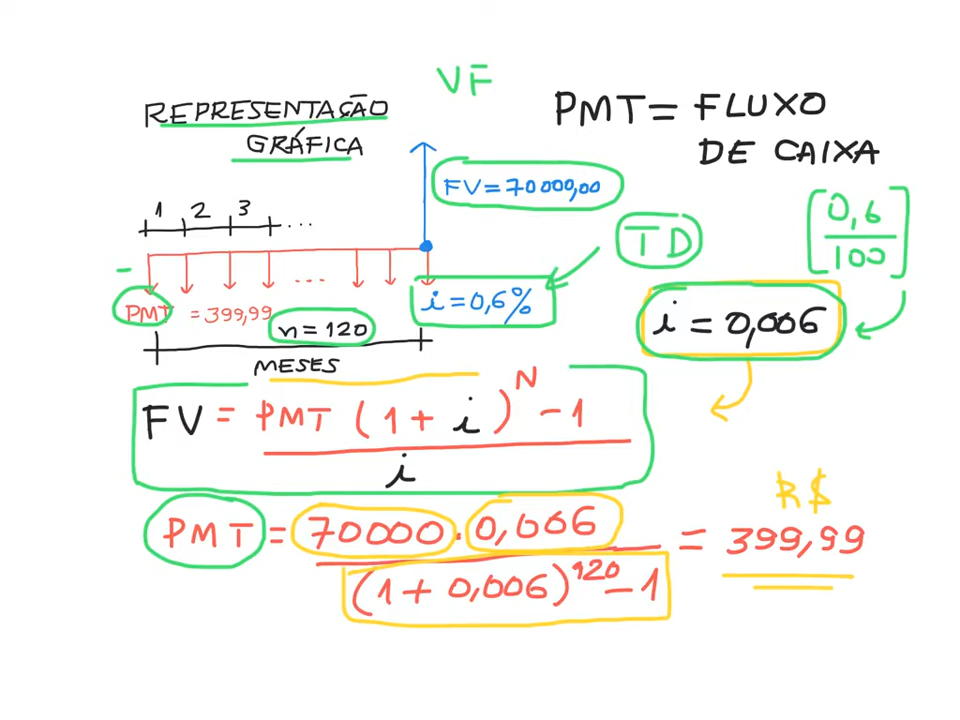 VF
REPRESENTAÇÃO
GRÁFICA
PMT = FLUXO
DE CAIXA
FV = 70000,00
1 2 3 ...
TD
[0,6
100]
-
...
PMT = 399,99
i = 0,6%
i = 0,006
n = 120
MESES
FV = PMT (1 + i)^N - 1
i
R$
PMT = 70000 . 0,006 = 399,99
(1 + 0,006)^120 - 1